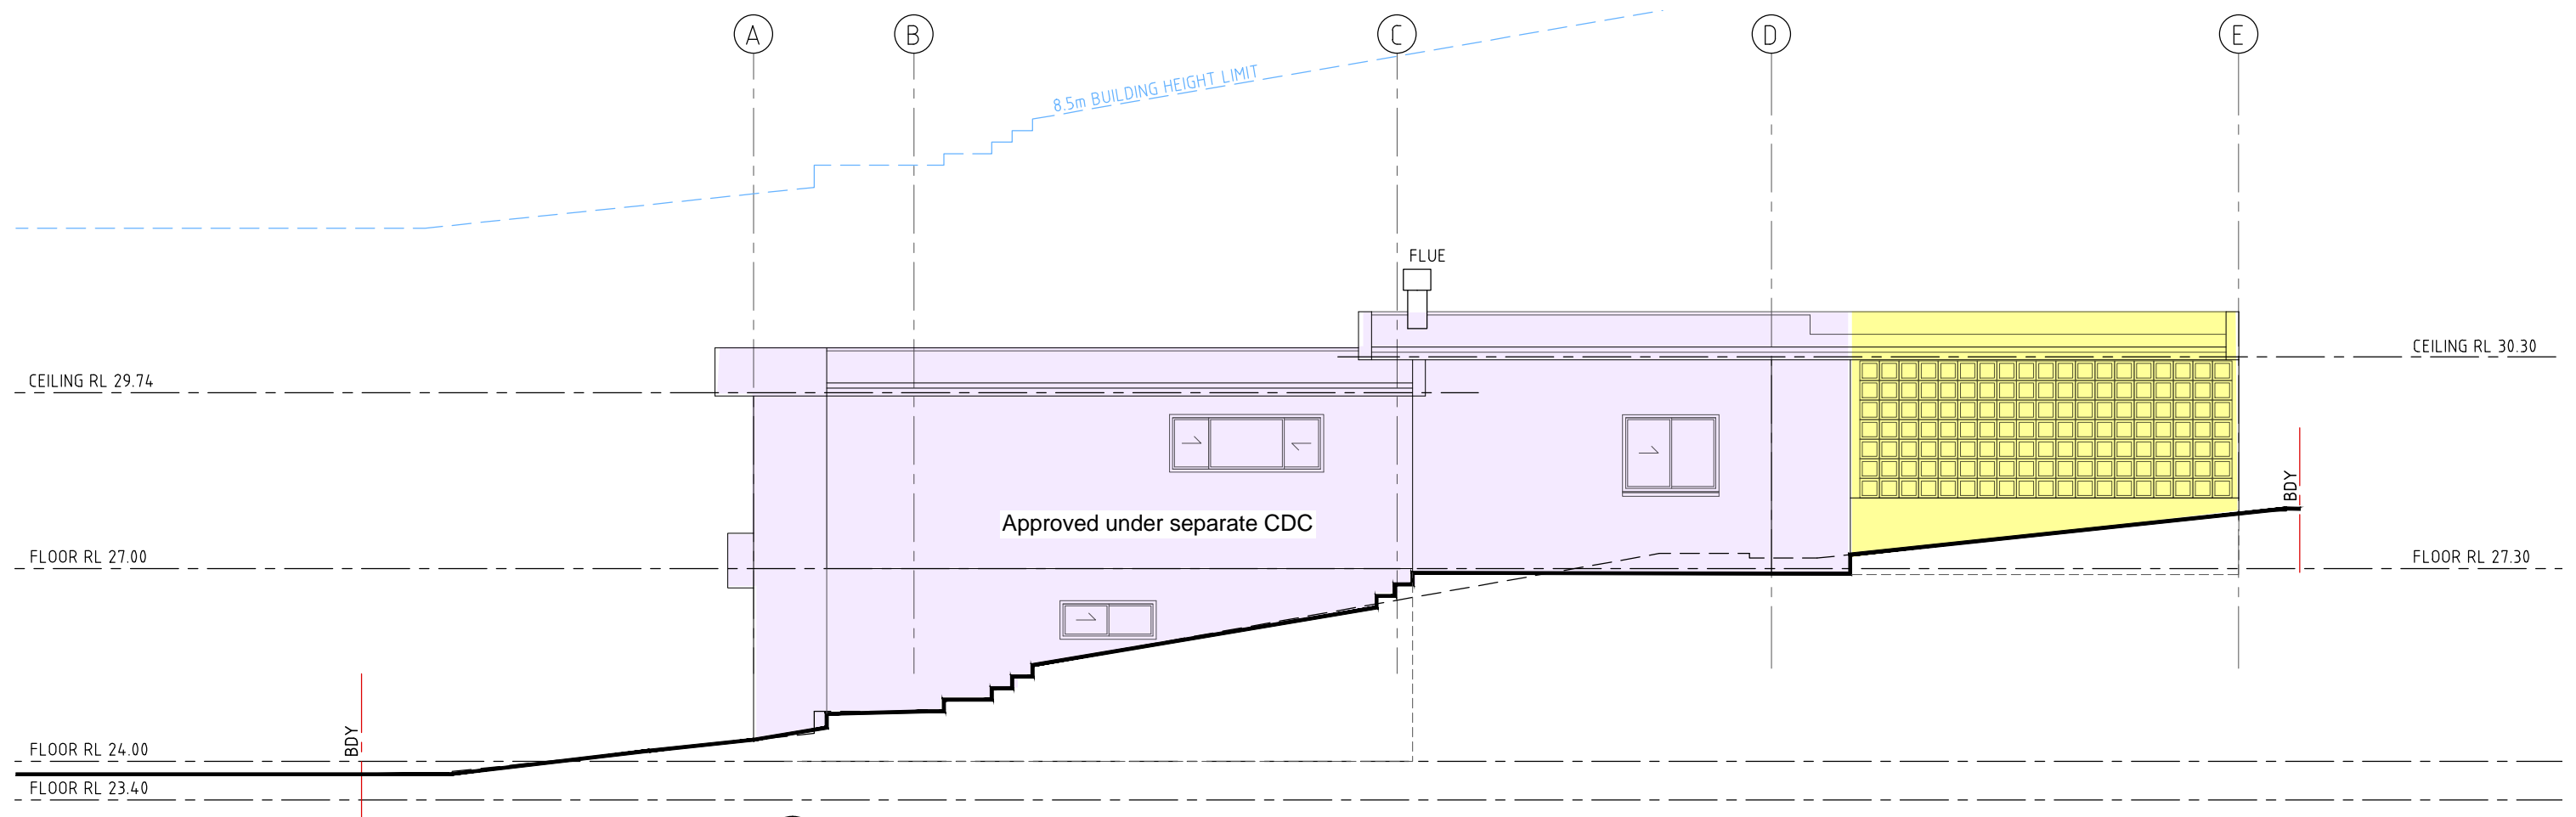 A B C D E
8.5m BUILDING HEIGHT LIMIT
FLUE
CEILING RL 30.30
CEILING RL 29.74
BDY
Approved under separate CDC
FLOOR RL 27.00
FLOOR RL 27.30
BDY
FLOOR RL 24.00
FLOOR RL 23.40